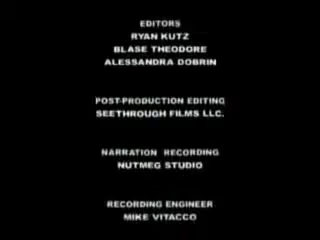 EDITORS
RYAN KUTZ
BLASE THEODORE
ALESSANDRA DOBRIN
POST-PRODUCTION EDITING
SEETHROUGH FILMS LLC.
NARRATION RECORDING
NUTMEG STUDIO
RECORDING ENGINEER
MIKE VITACCO